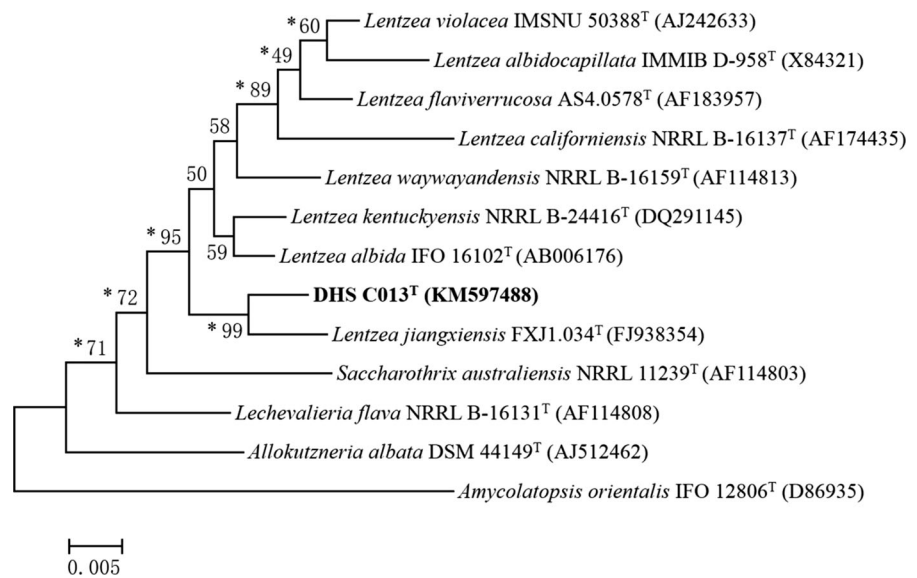 *60
Lentzea violacea IMSNU 50388T (AJ242633)
*49
Lentzea albidocapillata IMMIB D-958T (X84321)
*89
Lentzea flaviverrucosa AS4.0578T (AF183957)
58
Lentzea californiensis NRRL B-16137T (AF174435)
50
Lentzea waywayandensis NRRL B-16159T (AF114813)
Lentzea kentuckyensis NRRL B-24416T (DQ291145)
*95
59
Lentzea albida IFO 16102T (AB006176)
*72
DHS C013T (KM597488)
*99
Lentzea jiangxiensis FXJ1.034T (FJ938354)
*71
Saccharothrix australiensis NRRL 11239T (AF114803)
Lechevalieria flava NRRL B-16131T (AF114808)
Allokutzneria albata DSM 44149T (AJ512462)
Amycolatopsis orientalis IFO 12806T (D86935)
0.005